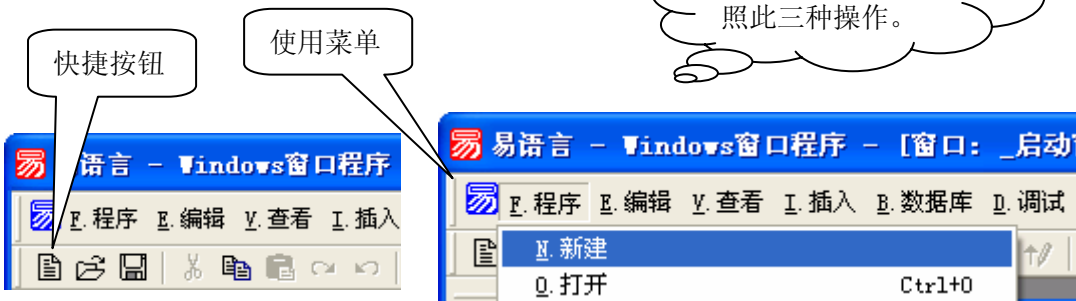 照此三种操作。
快捷按钮
使用菜单
语言 - Windows窗口程序
F.程序 E.编辑 V.查看 I.插入
易语言 - Windows窗口程序 - [窗口: _启动
F.程序 E.编辑 V.查看 I.插入 B.数据库 D.调试
N.新建
O.打开 Ctrl+O